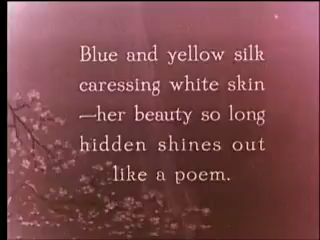 Blue and yellow silk
caressing white skin
—her beauty so long
hidden shines out
like a poem.